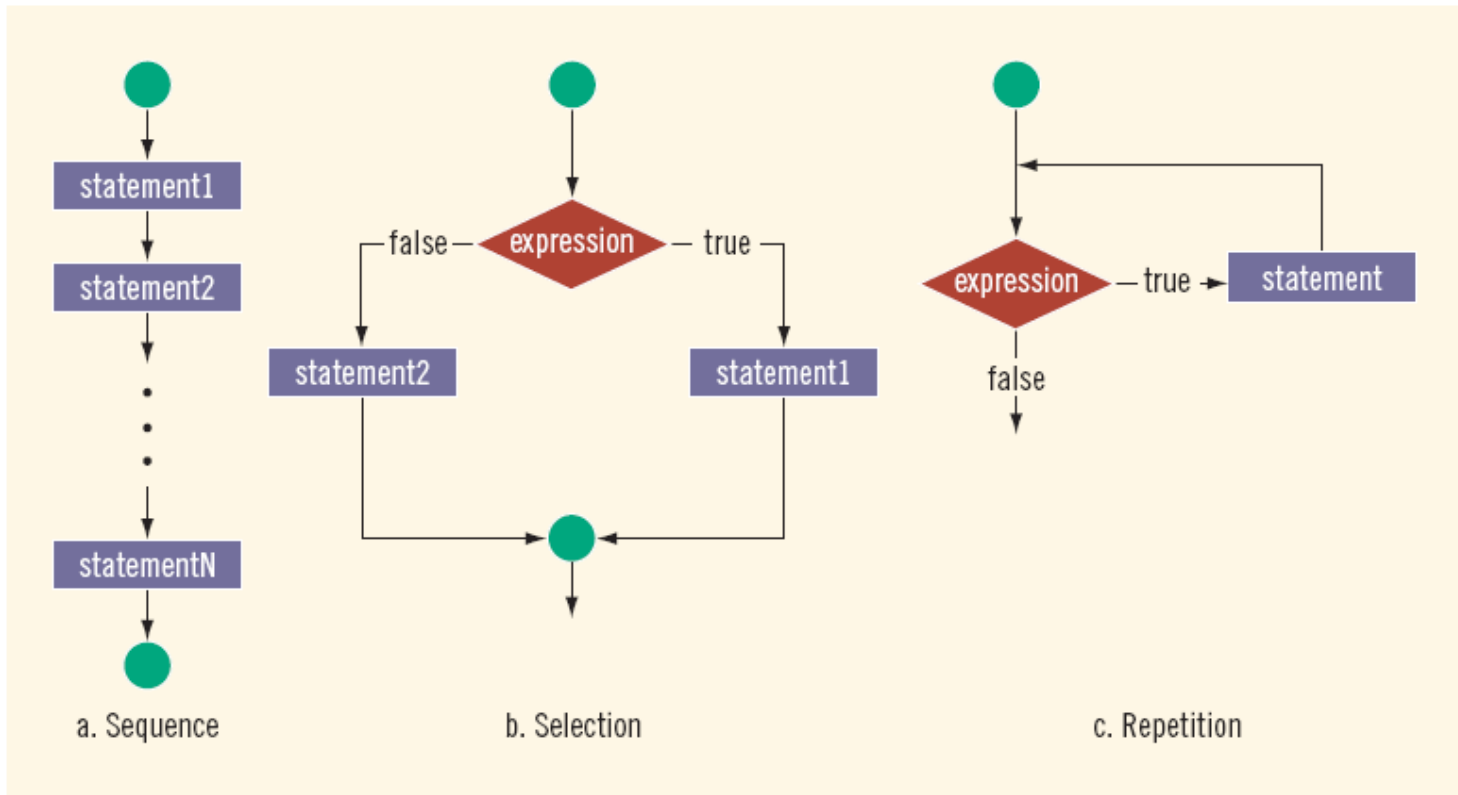 statement1
statement2
statementN
a. Sequence
false
expression
true
statement2
statement1
b. Selection
expression
true
statement
false
c. Repetition